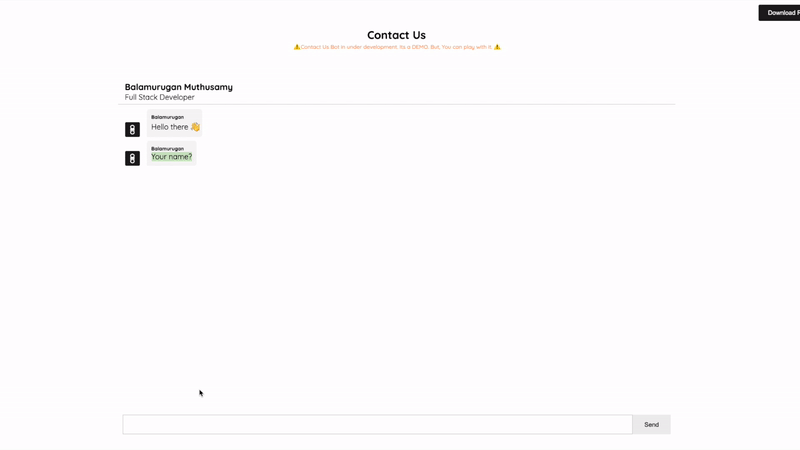 Download
Contact Us
⚠️Contact Us Bot in under development. Its a DEMO. But, You can play with it. ⚠️
Balamurugan Muthusamy
Full Stack Developer
Balamurugan
Hello there 👋
Balamurugan
Your name?
Send